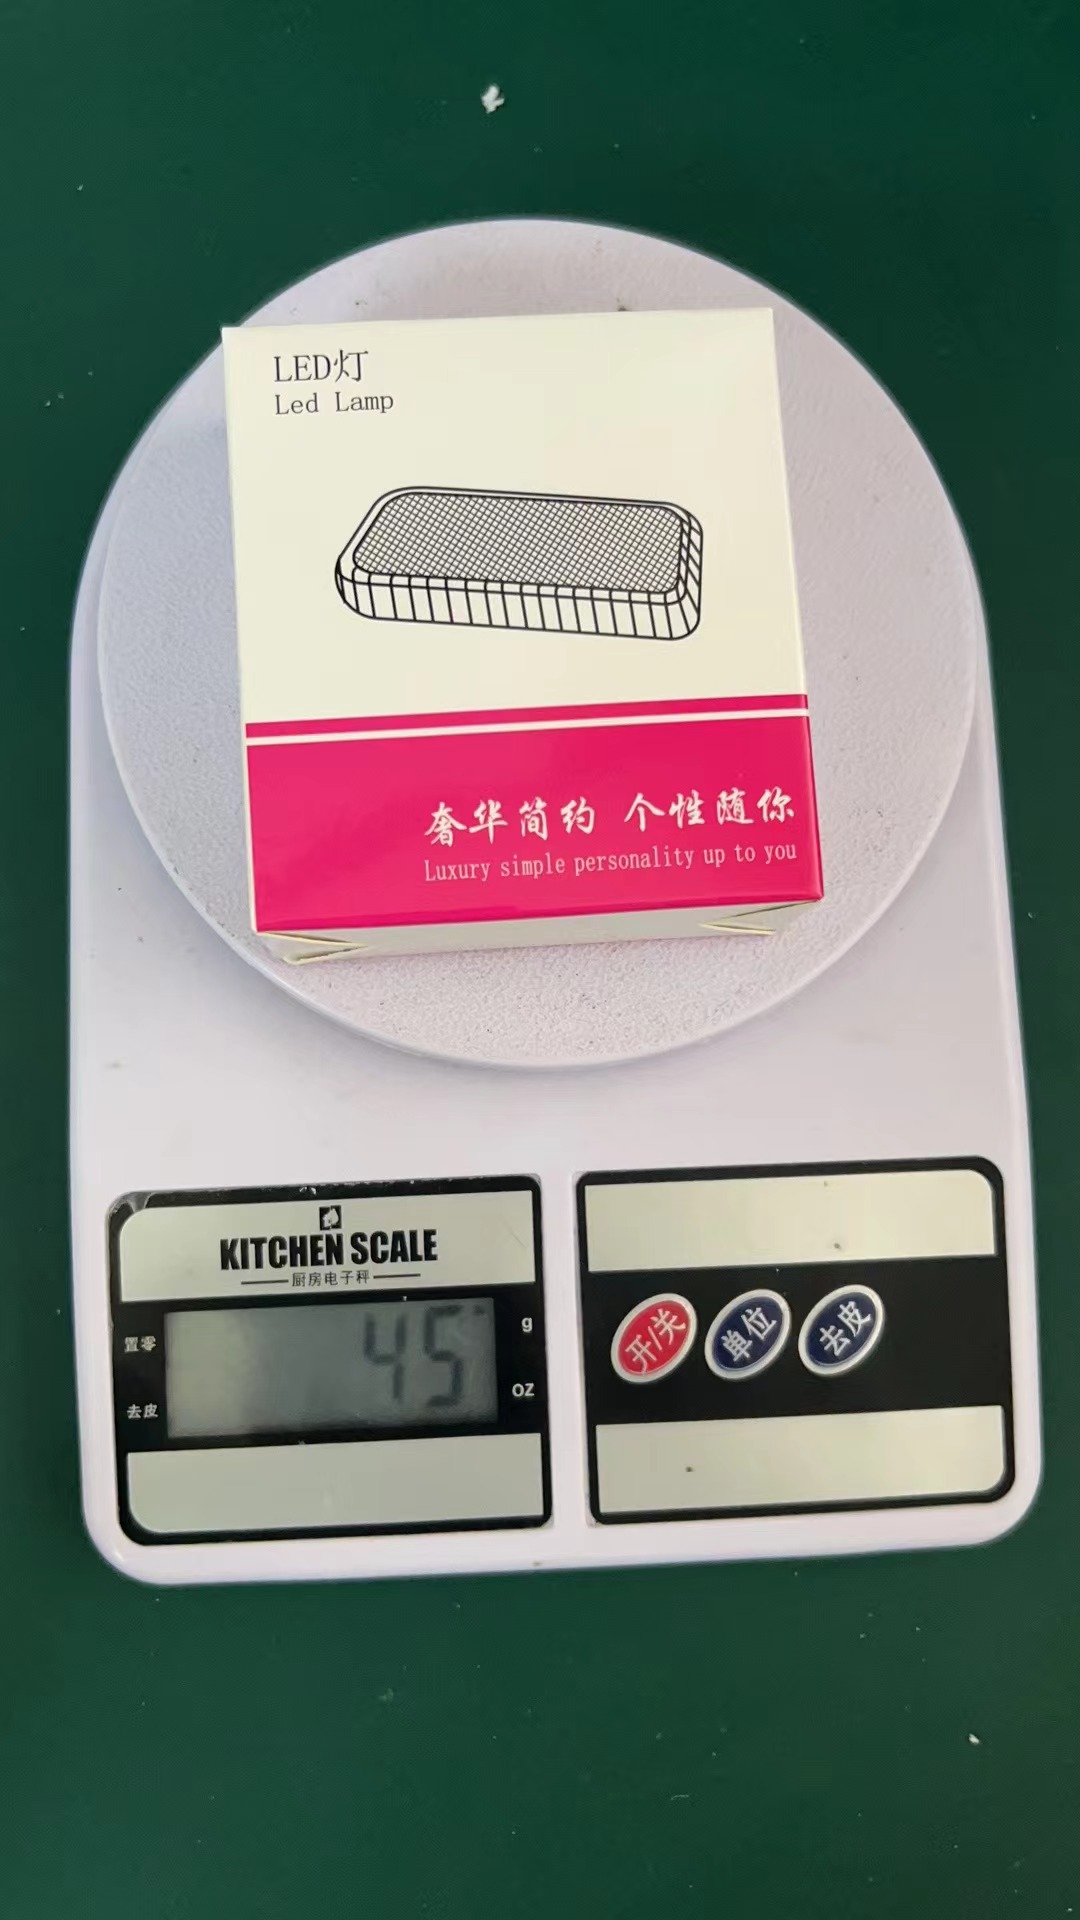 LED灯
Led Lamp
奢华简约 个性随你
Luxury simple personality up to you
KITCHEN SCALE
厨房电子秤
置零
g
45
去皮
OZ
开/关
单位
去皮